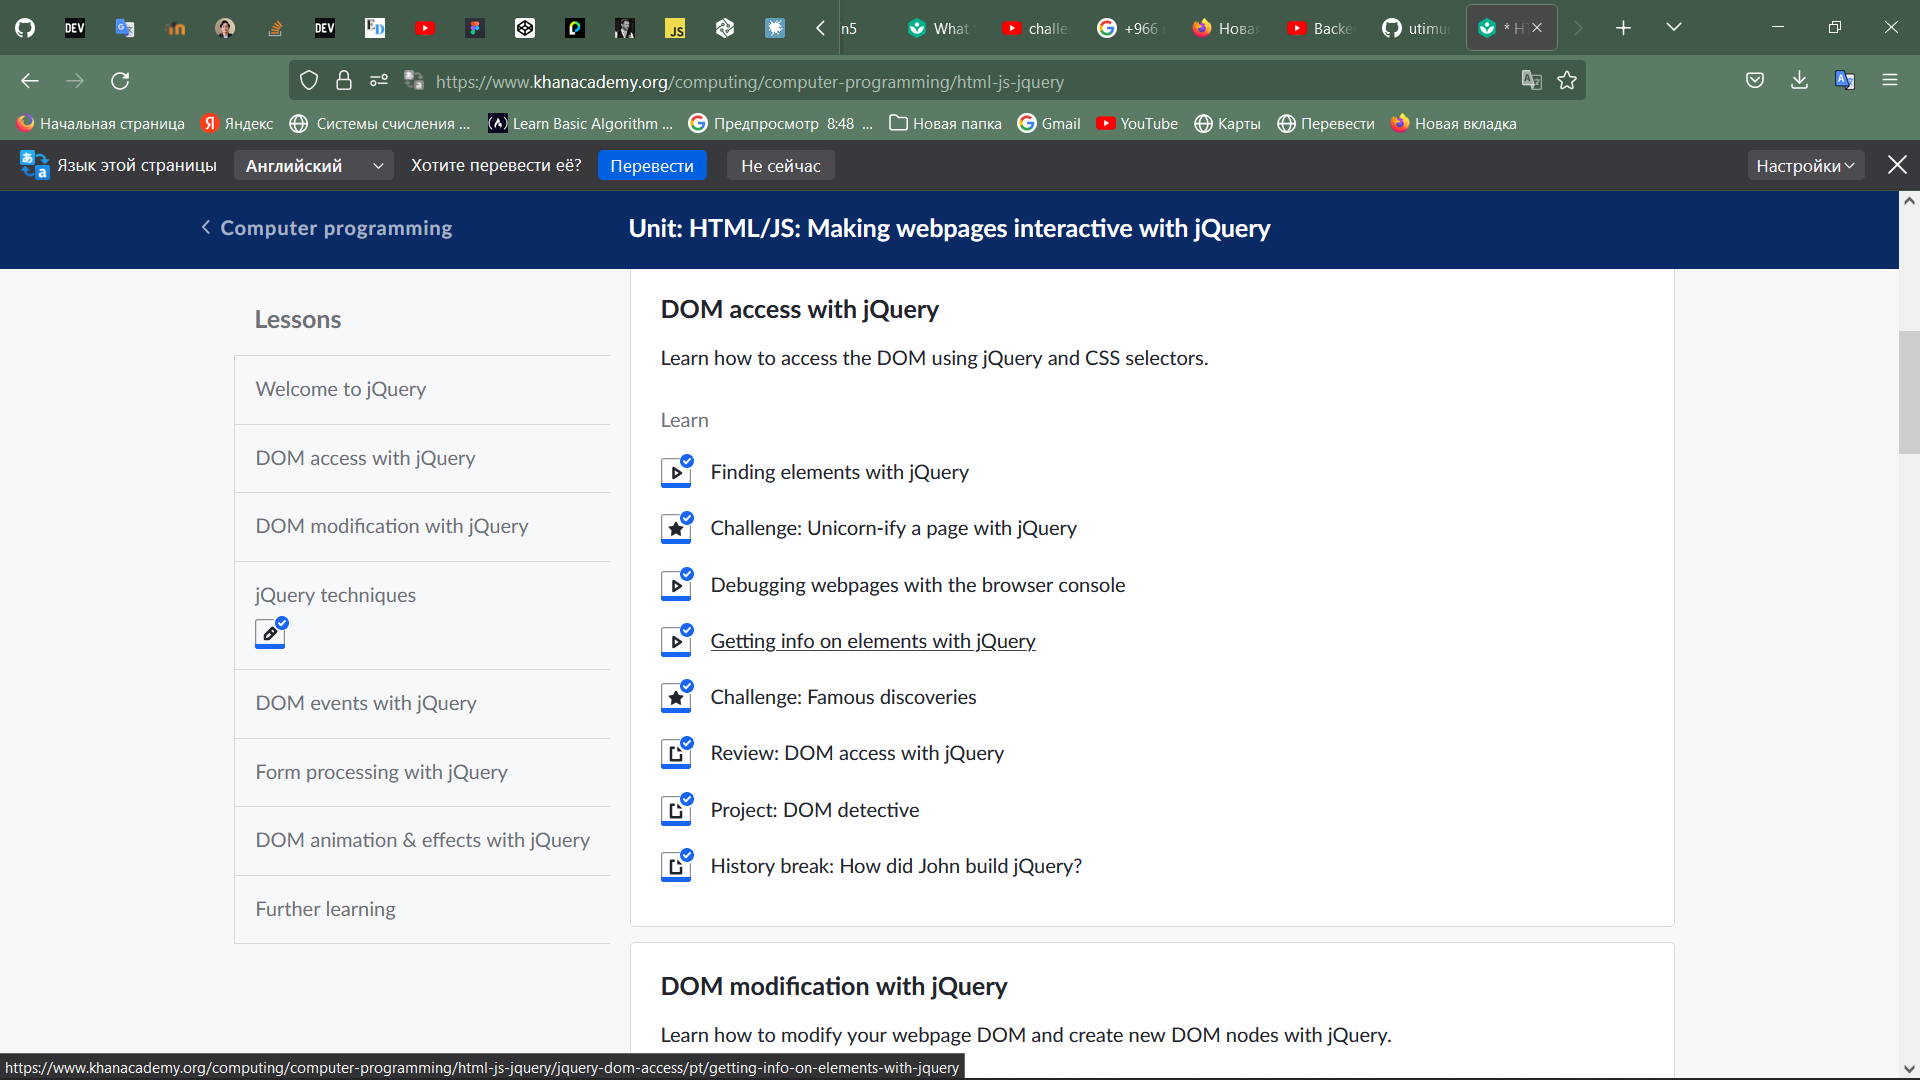 n5
What
challe
+966
Нова
Backe
utimu
* H
https://www.khanacademy.org/computing/computer-programming/html-js-jquery
Начальная страница
Яндекс
Системы счисления ...
Learn Basic Algorithm ...
Предпросмотр 8:48 ...
Новая папка
Gmail
YouTube
Карты
Перевести
Новая вкладка
Язык этой страницы
Английский
Хотите перевести её?
Перевести
Не сейчас
Настройки
Computer programming
Unit: HTML/JS: Making webpages interactive with jQuery
Lessons
Welcome to jQuery
DOM access with jQuery
DOM modification with jQuery
jQuery techniques
DOM events with jQuery
Form processing with jQuery
DOM animation & effects with jQuery
Further learning
DOM access with jQuery
Learn how to access the DOM using jQuery and CSS selectors.
Learn
Finding elements with jQuery
Challenge: Unicorn-ify a page with jQuery
Debugging webpages with the browser console
Getting info on elements with jQuery
Challenge: Famous discoveries
Review: DOM access with jQuery
Project: DOM detective
History break: How did John build jQuery?
DOM modification with jQuery
Learn how to modify your webpage DOM and create new DOM nodes with jQuery.
https://www.khanacademy.org/computing/computer-programming/html-js-jquery/jquery-dom-access/pt/getting-info-on-elements-with-jquery